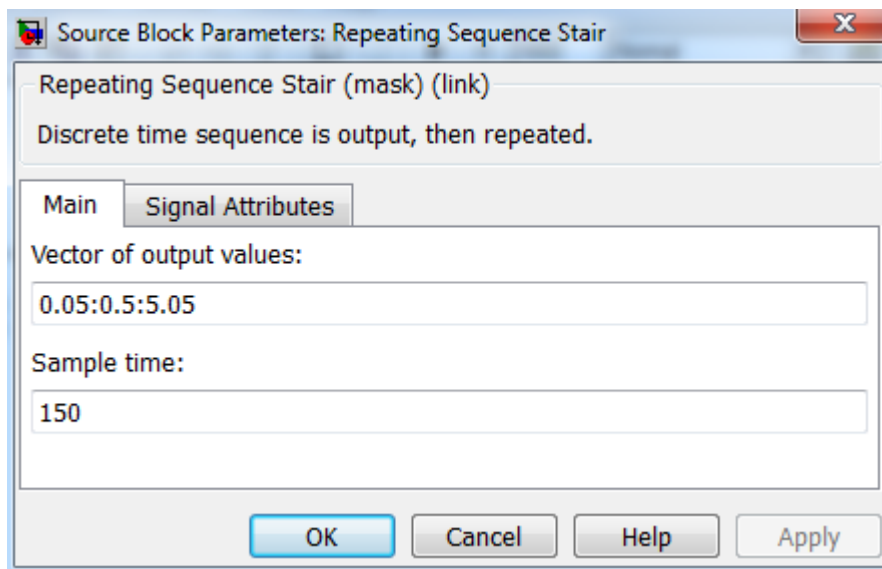 Source Block Parameters: Repeating Sequence Stair
Repeating Sequence Stair (mask) (link)
Discrete time sequence is output, then repeated.
Main Signal Attributes
Vector of output values:
0.05:0.5:5.05
Sample time:
150
OK Cancel Help Apply